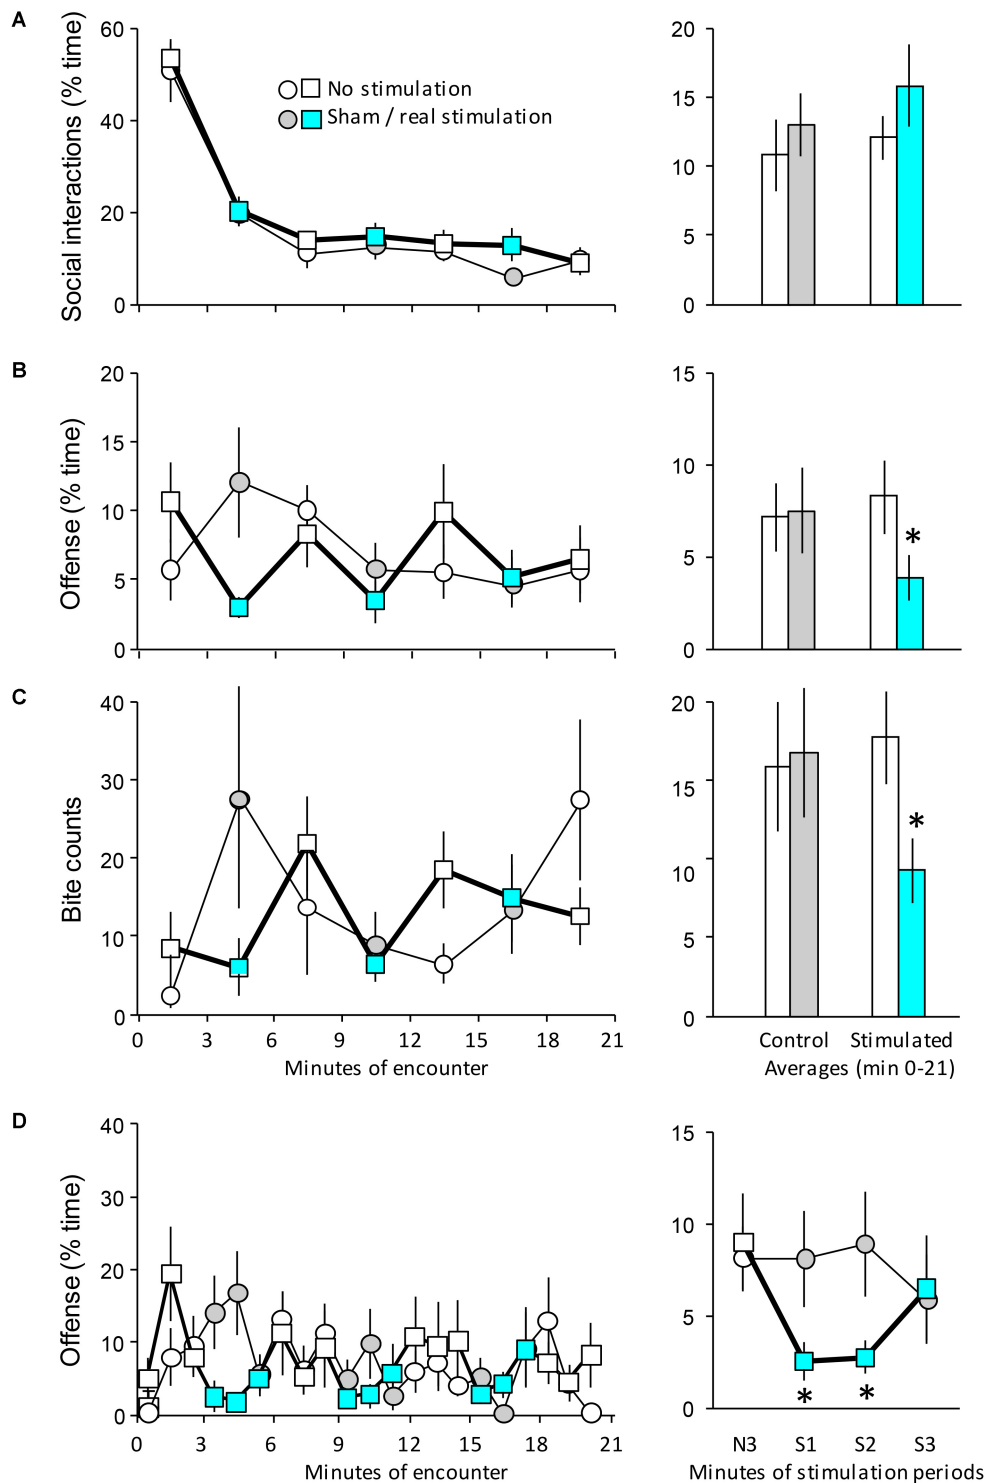 A
Social interactions (% time)
60
40
20
0
No stimulation
Sham / real stimulation
20
15
10
5
0
B
Offense (% time)
20
15
10
5
0
15
10
5
0
*
C
Bite counts
40
30
20
10
0
0 3 6 9 12 15 18 21
Minutes of encounter
20
15
10
5
0
*
Control Stimulated
Averages (min 0-21)
D
Offense (% time)
40
30
20
10
0
0 3 6 9 12 15 18 21
Minutes of encounter
15
10
5
0
* *
N3 S1 S2 S3
Minutes of stimulation periods